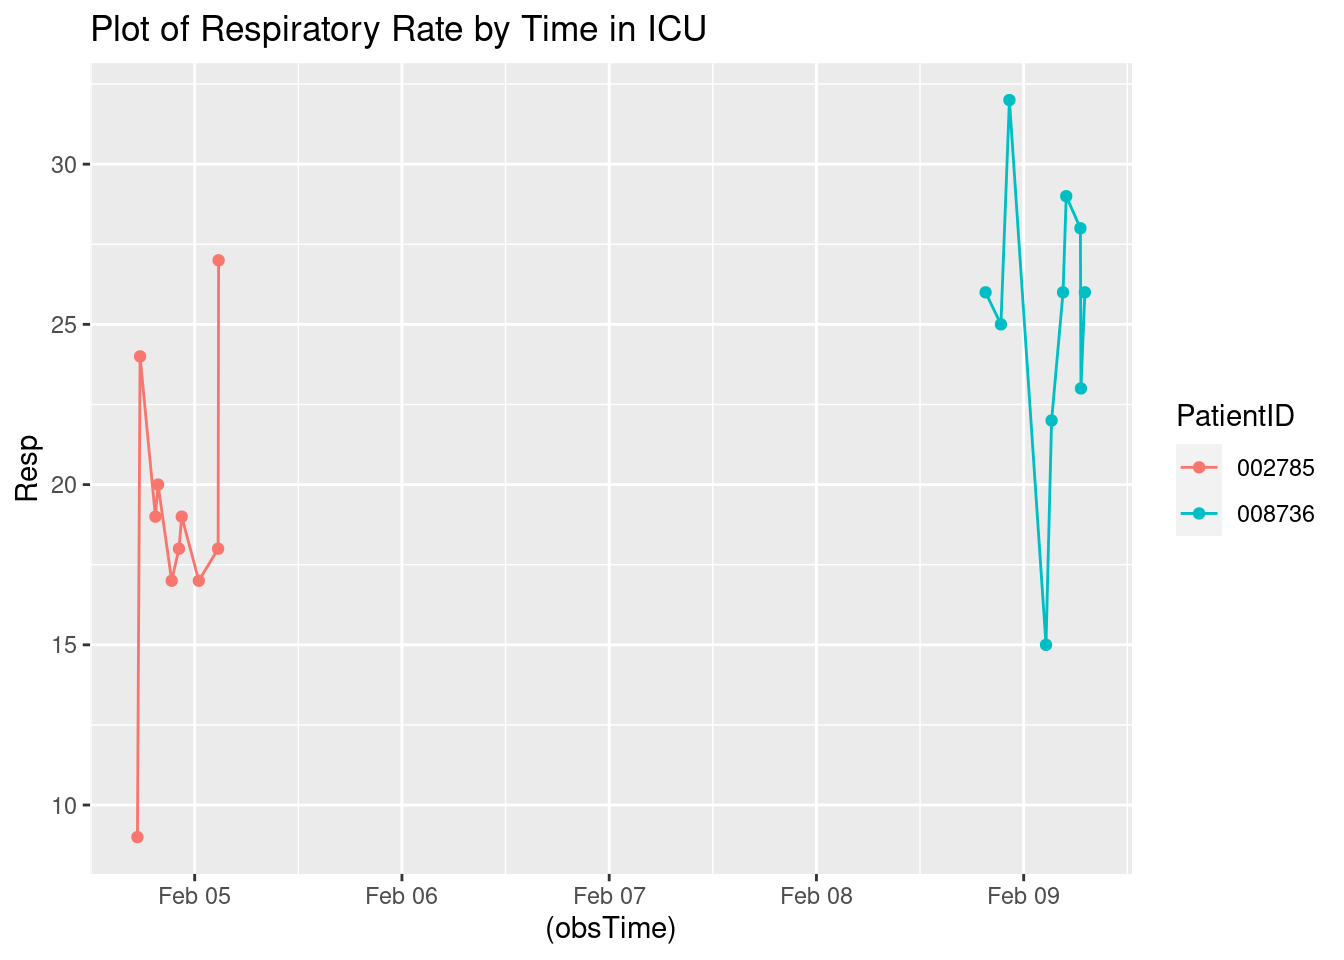 Plot of Respiratory Rate by Time in ICU
Resp
30
25
20
15
10
Feb 05
Feb 06
Feb 07
Feb 08
Feb 09
(obsTime)
PatientID
002785
008736